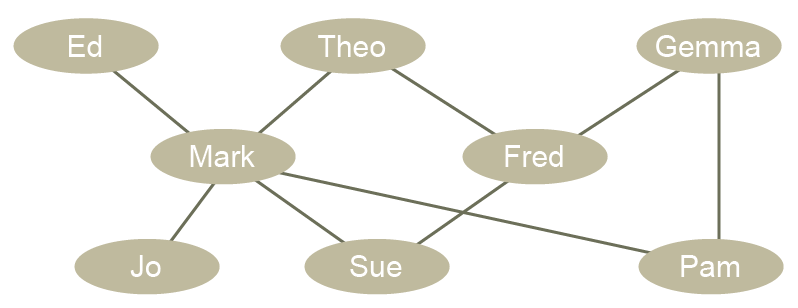 Ed
Theo
Gemma
Mark
Fred
Jo
Sue
Pam